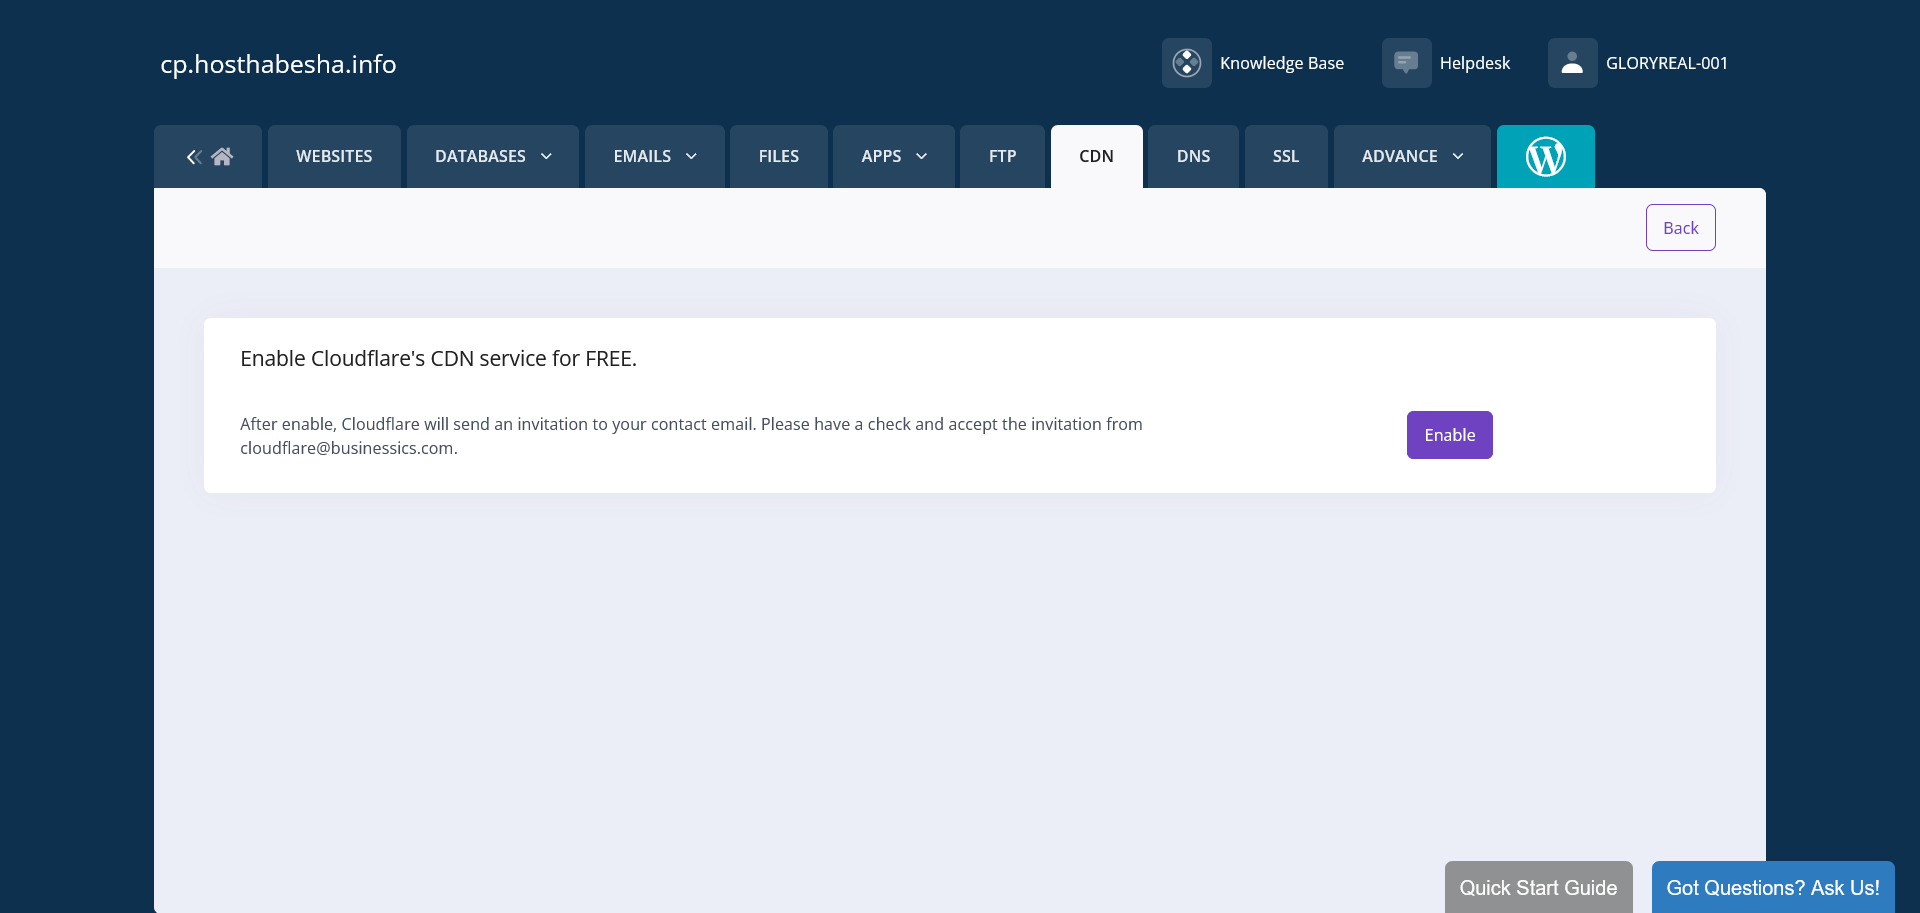 cp.hosthabesha.info
Knowledge Base
Helpdesk
GLORYREAL-001
WEBSITES
DATABASES
EMAILS
FILES
APPS
FTP
CDN
DNS
SSL
ADVANCE
Back
Enable Cloudflare's CDN service for FREE.
After enable, Cloudflare will send an invitation to your contact email. Please have a check and accept the invitation from
cloudflare@businessics.com.
Enable
Quick Start Guide
Got Questions? Ask Us!